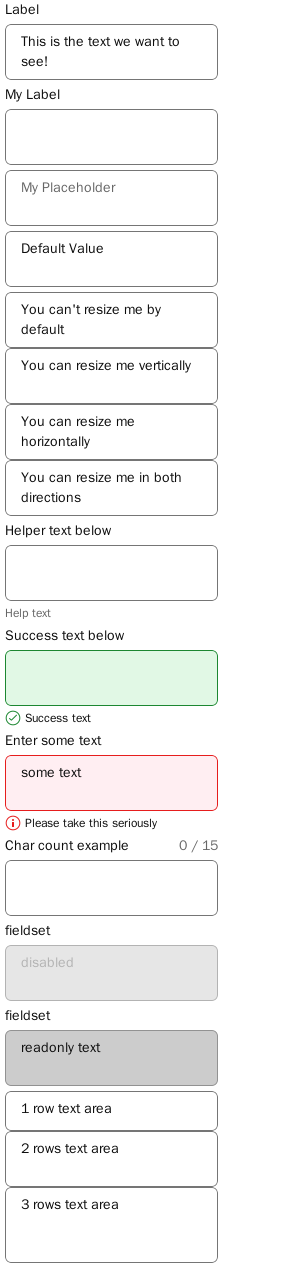 Label
This is the text we want to
see!
My Label
My Placeholder
Default Value
You can't resize me by
default
You can resize me vertically
You can resize me
horizontally
You can resize me in both
directions
Helper text below
Help text
Success text below
Success text
Enter some text
some text
Please take this seriously
Char count example 0 / 15
fieldset
disabled
fieldset
readonly text
1 row text area
2 rows text area
3 rows text area